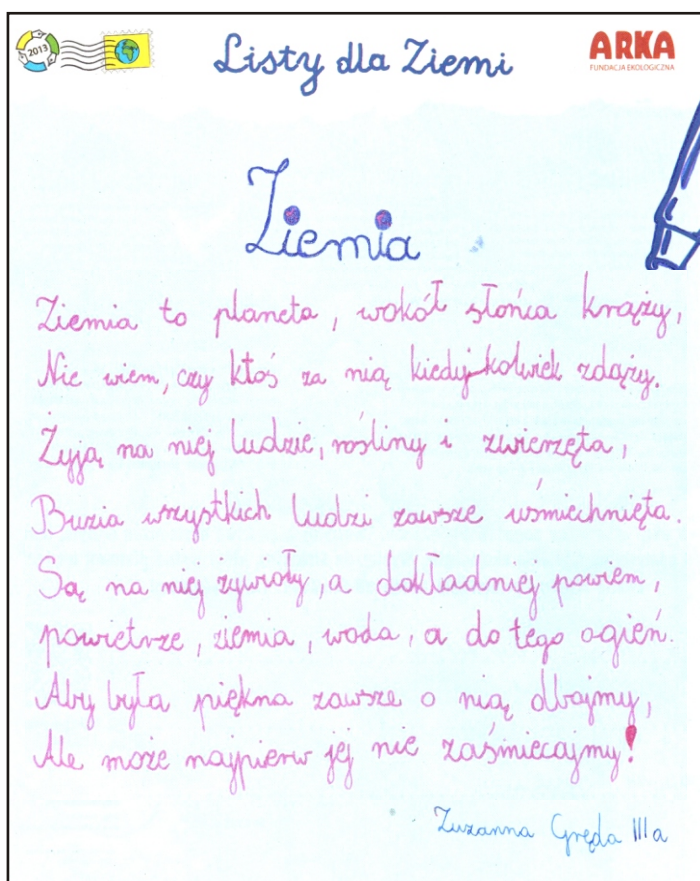 2013
Listy dla Ziemi
ARKA
FUNDACJA EKOLOGICZNA
Ziemia
Ziemia to planeta, wokół słońca krąży,
Nie wiem, czy ktoś za nią kiedykolwiek zdąży.
Żyją na niej ludzie, rośliny i zwierzęta,
Buzia wszystkich ludzi zawsze uśmiechnięta.
Są na niej żywioły, a dokładniej powiem,
powietrze, ziemia, woda, a do tego ogień.
Aby była piękna zawsze o nią dbajmy,
Ale może najpierw jej nie zaśmiecajmy!
Zuzanna Gręda IIIa